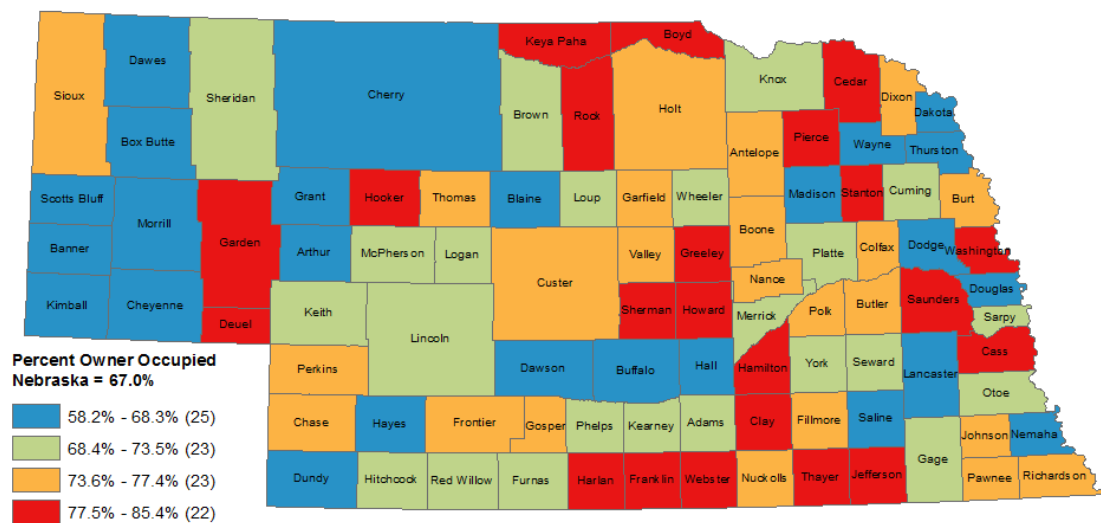 Keya Paha
Boyd
Dawes
Knox
Cedar
Sioux
Sheridan
Cherry
Brown
Rock
Holt
Dixon
Dakota
Box Butte
Antelope
Pierce
Wayne
Thurston
Scotts Bluff
Morrill
Grant
Hooker
Thomas
Blaine
Loup
Garfield
Wheeler
Madison
Stanton
Cuming
Burt
Banner
Garden
Arthur
McPherson
Logan
Custer
Valley
Greeley
Boone
Platte
Colfax
Dodge
Washington
Kimball
Cheyenne
Deuel
Keith
Lincoln
Sherman
Howard
Nance
Merrick
Polk
Butler
Saunders
Douglas
Sarpy
Perkins
Dawson
Buffalo
Hall
Hamilton
York
Seward
Lancaster
Cass
Otoe
Chase
Hayes
Frontier
Gosper
Phelps
Kearney
Adams
Clay
Fillmore
Saline
Gage
Johnson
Nemaha
Dundy
Hitchcock
Red Willow
Furnas
Harlan
Franklin
Webster
Nuckolls
Thayer
Jefferson
Pawnee
Richardson
Percent Owner Occupied
Nebraska = 67.0%
58.2% - 68.3% (25)
68.4% - 73.5% (23)
73.6% - 77.4% (23)
77.5% - 85.4% (22)